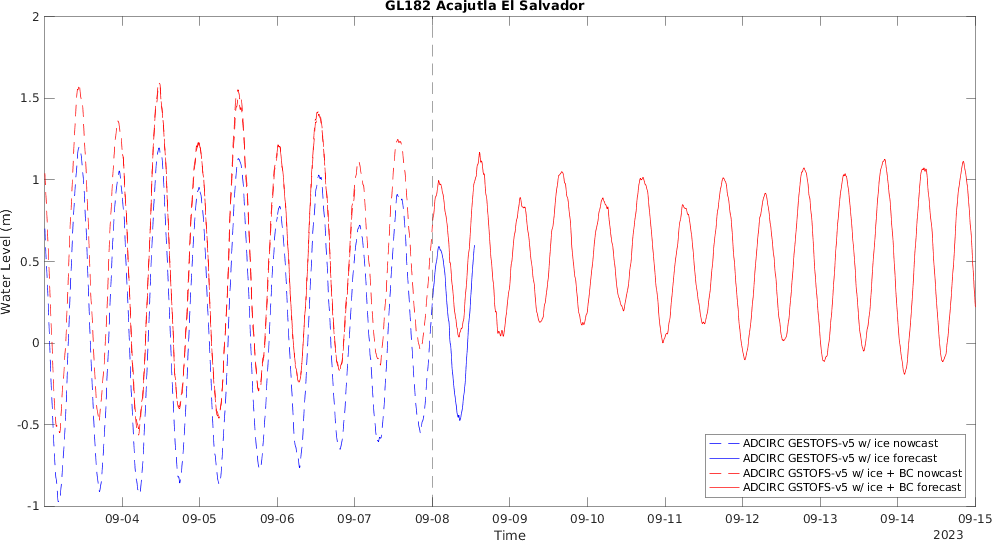 GL182 Acajutla El Salvador
2
1.5
1
0.5
0
-0.5
-1
Water Level (m)
09-04 09-05 09-06 09-07 09-08 09-09 09-10 09-11 09-12 09-13 09-14 09-15
Time
2023
ADCIRC GESTOFS-v5 w/ ice nowcast
ADCIRC GESTOFS-v5 w/ ice forecast
ADCIRC GSTOFS-v5 w/ ice + BC nowcast
ADCIRC GSTOFS-v5 w/ ice + BC forecast